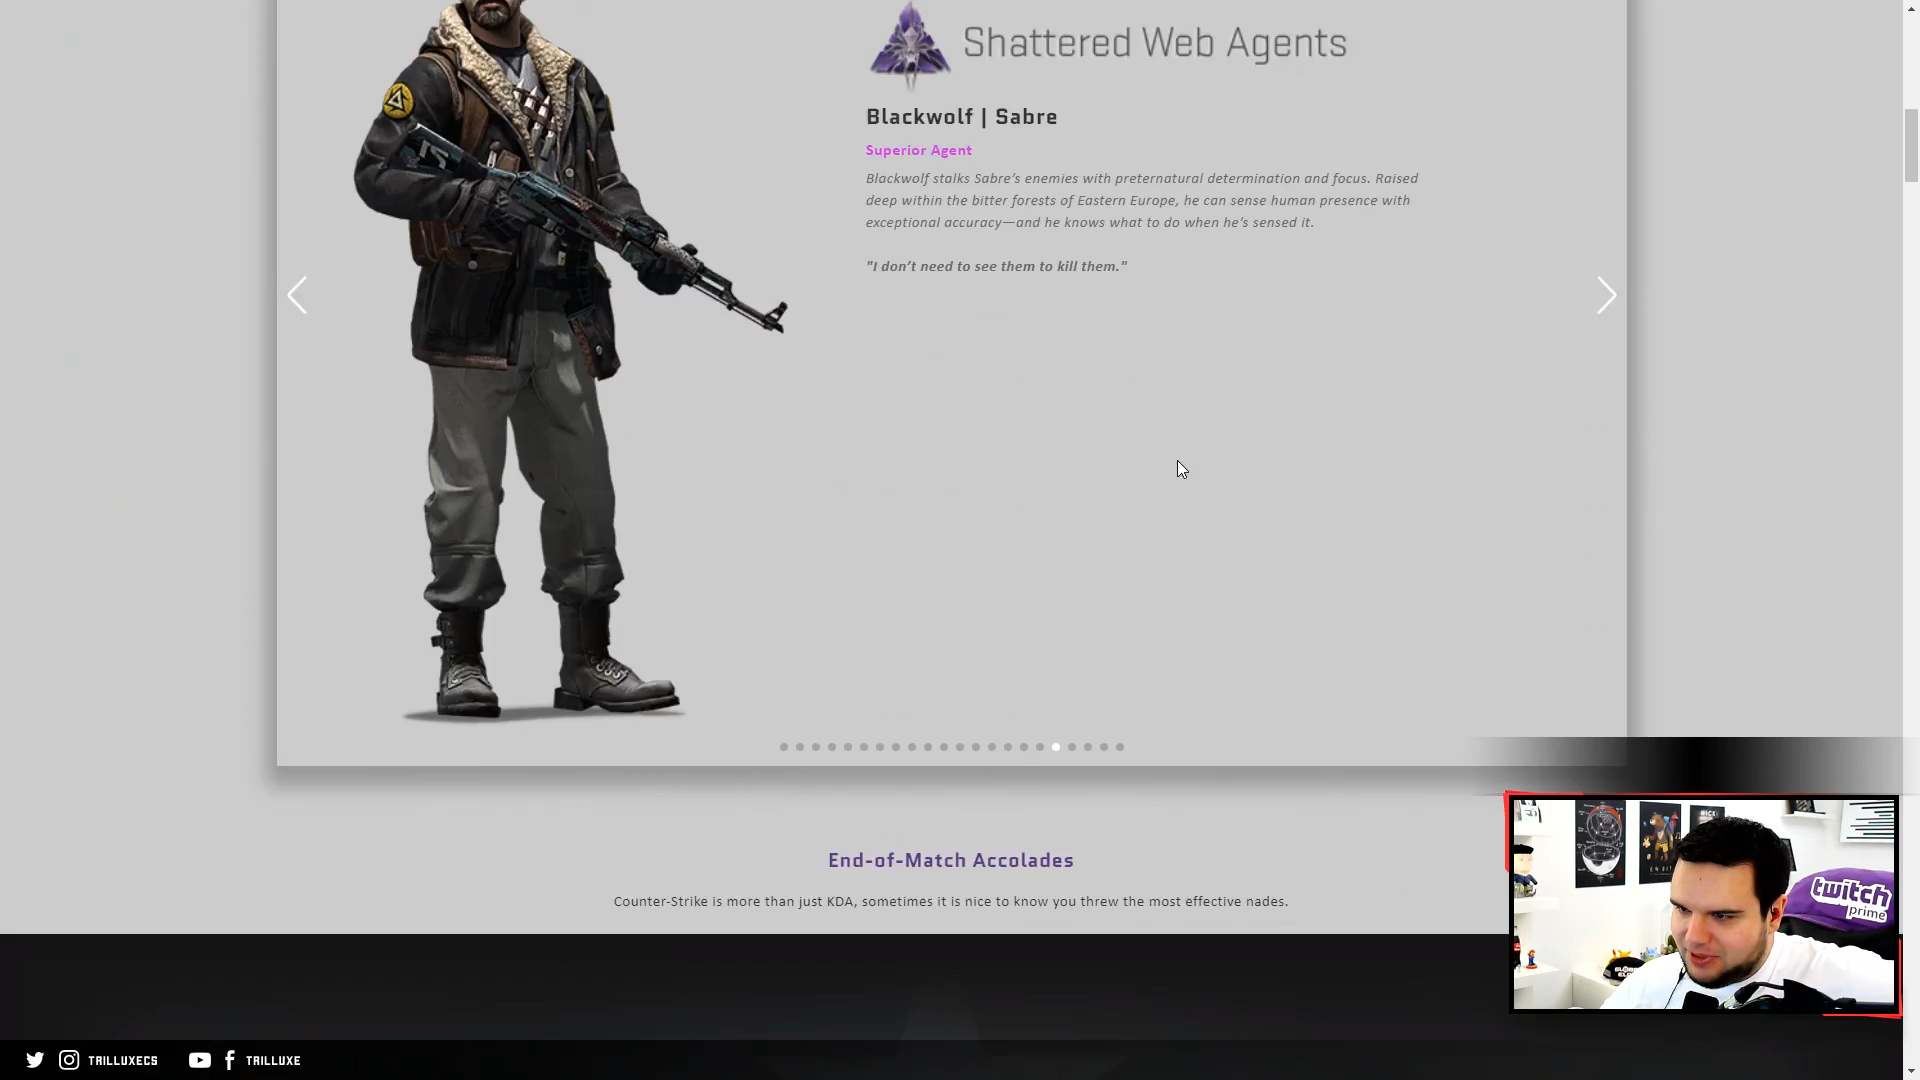 Shattered Web Agents
Blackwolf | Sabre
Superior Agent
Blackwolf stalks Sabre’s enemies with preternatural determination and focus. Raised
deep within the bitter forests of Eastern Europe, he can sense human presence with
exceptional accuracy—and he knows what to do when he’s sensed it.
"I don’t need to see them to kill them."
End-of-Match Accolades
Counter-Strike is more than just KDA, sometimes it is nice to know you threw the most effective nades.
twitch
prime
TRILLUXECS
TRILLUXE